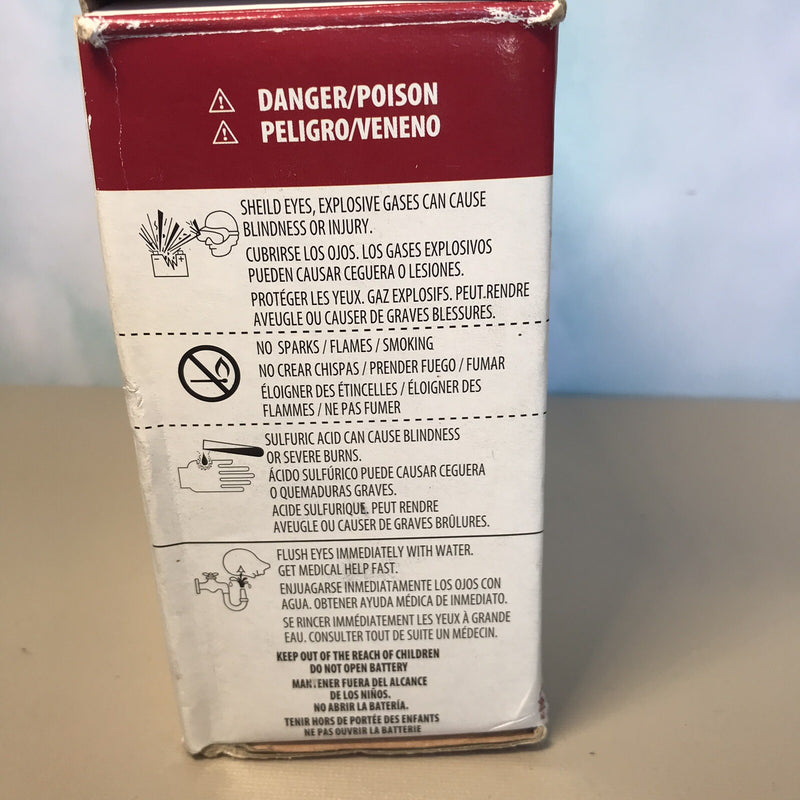 DANGER/POISON
PELIGRO/VENENO
SHEILD EYES, EXPLOSIVE GASES CAN CAUSE
BLINDNESS OR INJURY.
CUBRIRSE LOS OJOS. LOS GASES EXPLOSIVOS
PUEDEN CAUSAR CEGUERA O LESIONES.
PROTÉGER LES YEUX. GAZ EXPLOSIFS. PEUT.RENDRE
AVEUGLE OU CAUSER DE GRAVES BLESSURES.
NO SPARKS / FLAMES / SMOKING
NO CREAR CHISPAS / PRENDER FUEGO / FUMAR
ÉLOIGNER DES ÉTINCELLES / ÉLOIGNER DES
FLAMMES / NE PAS FUMER
SULFURIC ACID CAN CAUSE BLINDNESS
OR SEVERE BURNS.
ÁCIDO SULFÚRICO PUEDE CAUSAR CEGUERA
O QUEMADURAS GRAVES.
ACIDE SULFURIQUE. PEUT RENDRE
AVEUGLE OU CAUSER DE GRAVES BRÛLURES.
FLUSH EYES IMMEDIATELY WITH WATER.
GET MEDICAL HELP FAST.
ENJUAGARSE INMEDIATAMENTE LOS OJOS CON
AGUA. OBTENER AYUDA MÉDICA DE INMEDIATO.
SE RINCER IMMÉDIATEMENT LES YEUX À GRANDE
EAU. CONSULTER TOUT DE SUITE UN MÉDECIN.
KEEP OUT OF THE REACH OF CHILDREN
DO NOT OPEN BATTERY
MANTENER FUERA DEL ALCANCE
DE LOS NIÑOS.
NO ABRIR LA BATERÍA.
TENIR HORS DE PORTÉE DES ENFANTS
NE PAS OUVRIR LA BATTERIE